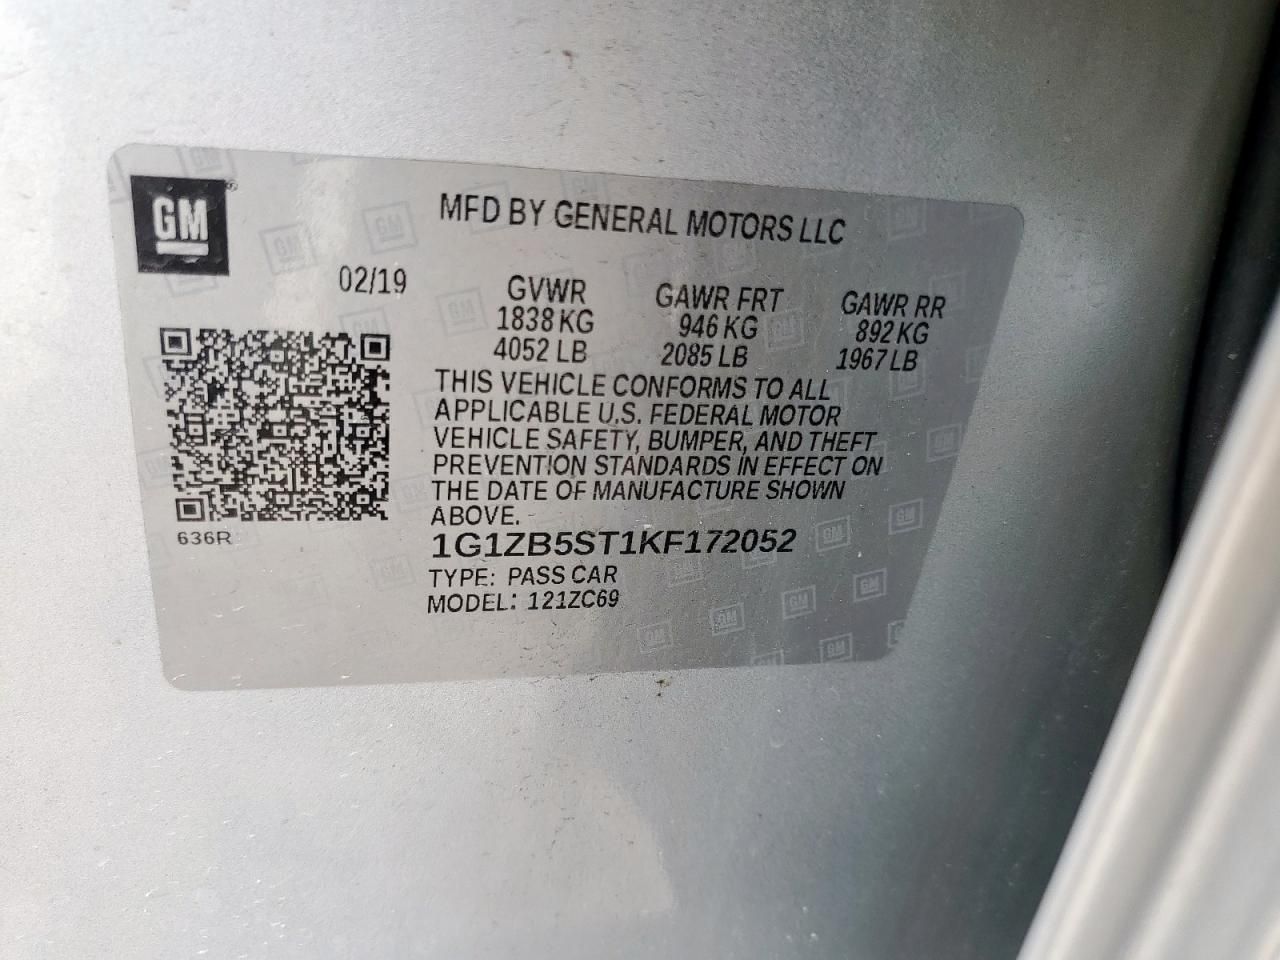 GM
MFD BY GENERAL MOTORS LLC
02/19
GVWR GAWR FRT GAWR RR
1838 KG 946 KG 892 KG
4052 LB 2085 LB 1967 LB
THIS VEHICLE CONFORMS TO ALL
APPLICABLE U.S. FEDERAL MOTOR
VEHICLE SAFETY, BUMPER, AND THEFT
PREVENTION STANDARDS IN EFFECT ON
THE DATE OF MANUFACTURE SHOWN
ABOVE.
636R
1G1ZB5ST1KF172052
TYPE: PASS CAR
MODEL: 121ZC69